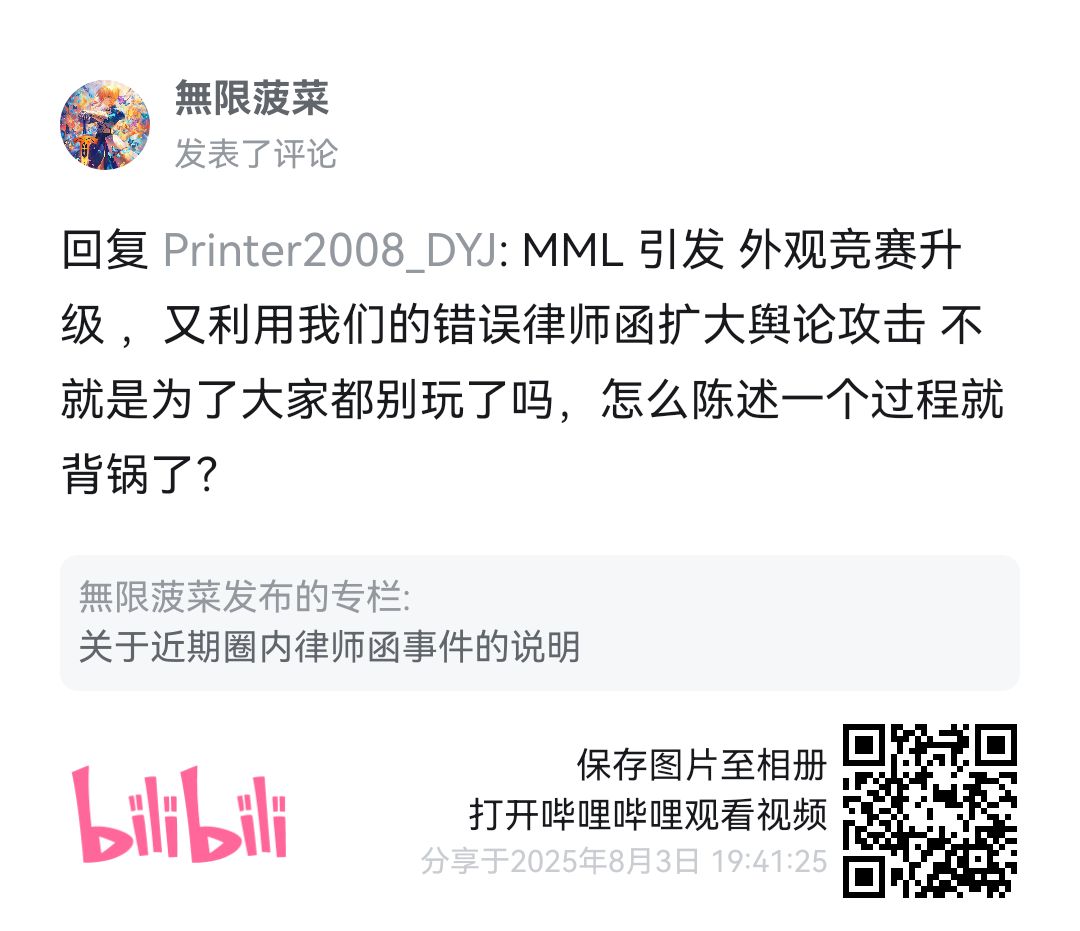 無限菠菜
发表了评论
回复 Printer2008_DYJ: MML 引发 外观竞赛升
级 ，又利用我们的错误律师函扩大舆论攻击 不
就是为了大家都别玩了吗，怎么陈述一个过程就
背锅了？
無限菠菜发布的专栏:
关于近期圈内律师函事件的说明
bilibili
保存图片至相册
打开哔哩哔哩观看视频
分享于2025年8月3日 19:41:25